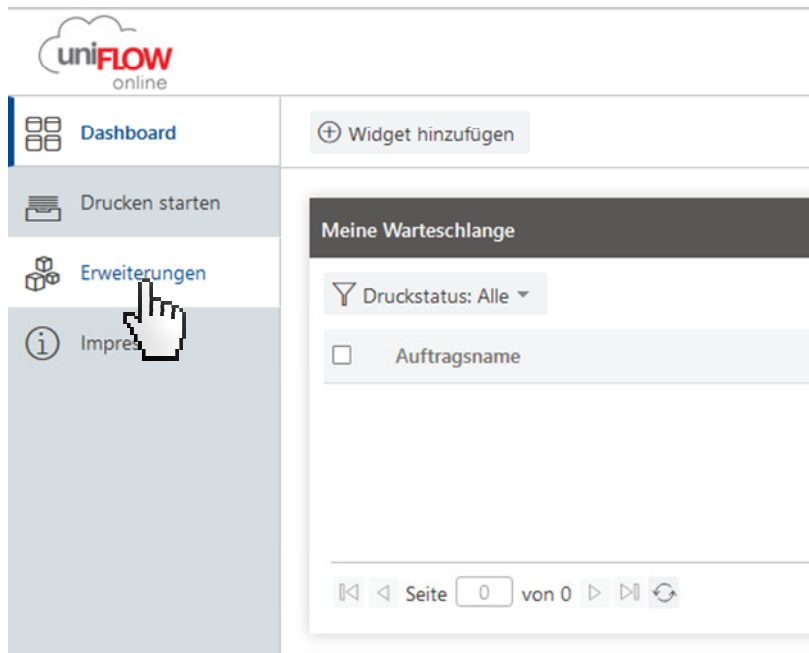 uniFLOW
online
Dashboard
Widget hinzufügen
Drucken starten
Meine Warteschlange
Erweiterungen
Druckstatus: Alle
Auftragsname
Seite 0 von 0